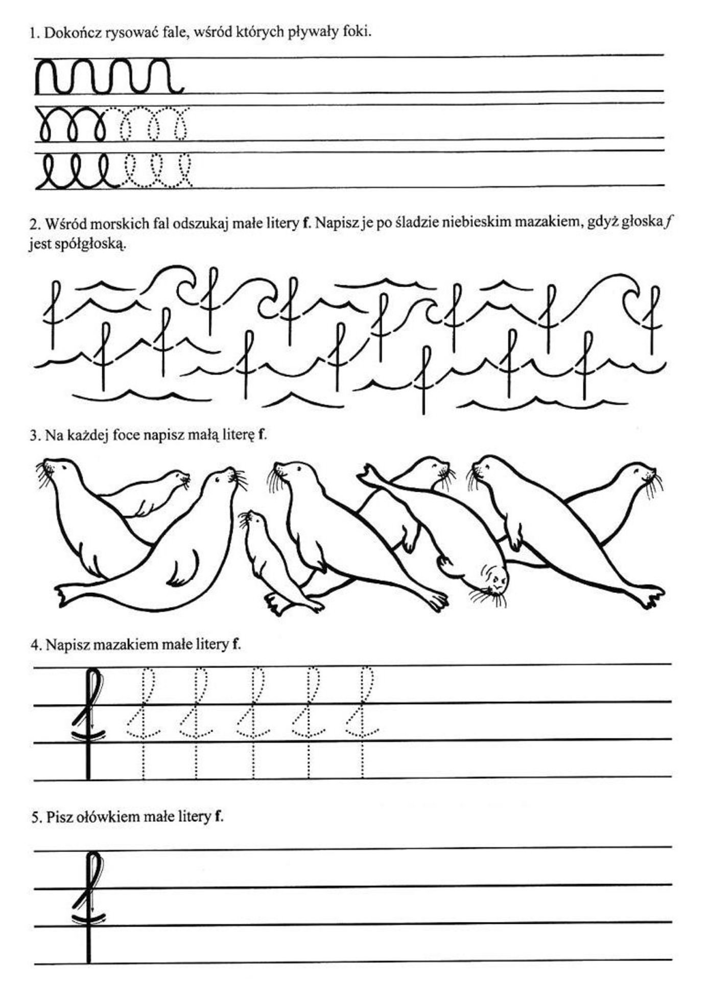 1. Dokończ rysować fale, wśród których pływały foki.
2. Wśród morskich fal odszukaj małe litery f. Napisz je po śladzie niebieskim mazakiem, gdyż głoska f
jest spółgłoską.
3. Na każdej foce napisz małą literę f.
4. Napisz mazakiem małe litery f.
f f f f f f
5. Pisz ołówkiem małe litery f.
f